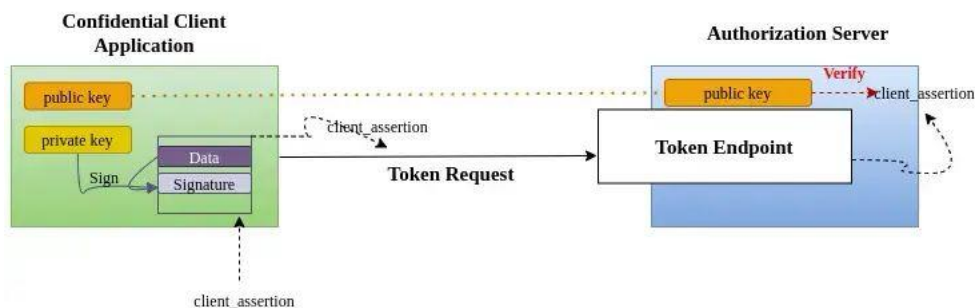 Confidential Client
Application
Authorization Server
public key
public key
Verify
client_assertion
private key
client_assertion
Data
Token Endpoint
Sign
Signature
Token Request
client_assertion